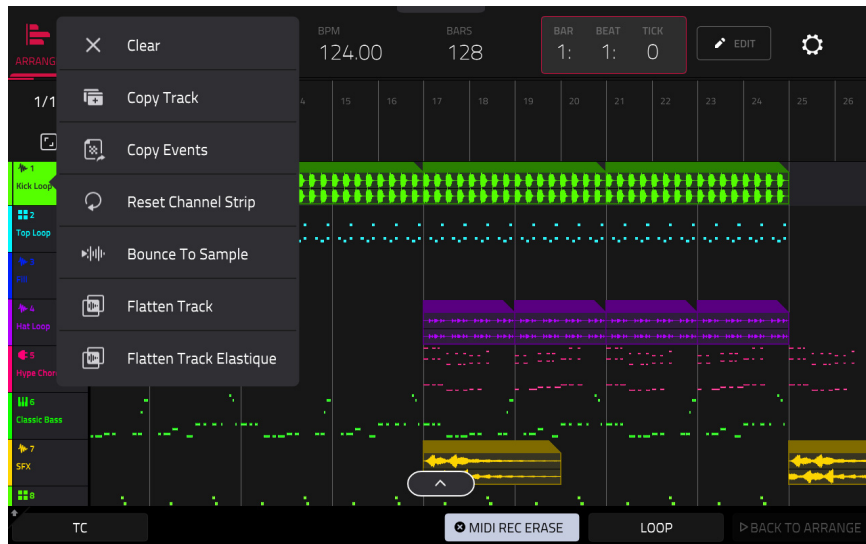 ARRANG
BPM
124.00
BARS
128
BAR BEAT TICK
1: 1: 0
EDIT
1/1
4 15 16 17 18 19 20 21 22 23 24 25 26
Clear
Copy Track
Copy Events
Reset Channel Strip
Bounce To Sample
Flatten Track
Flatten Track Elastique
1
Kick Loop
2
Top Loop
3
4
Hat Loop
5
Hype Chor
6
Classic Bass
7
SFX
8
TC
MIDI REC ERASE
LOOP
BACK TO ARRANGE